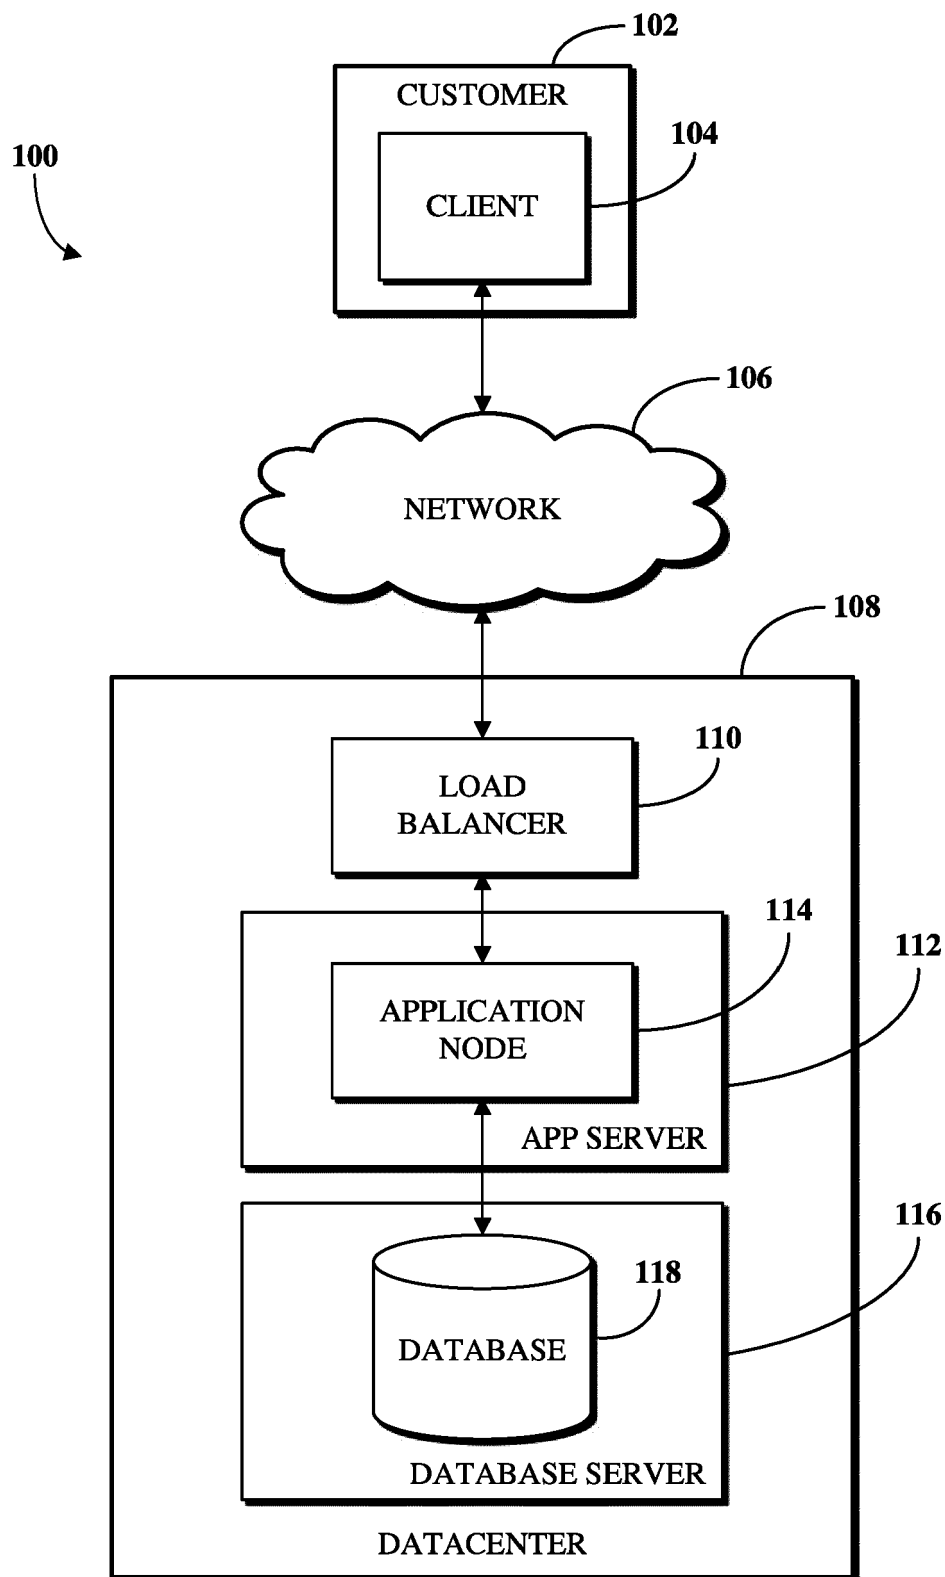 102
CUSTOMER
104
100
CLIENT
106
NETWORK
108
110
LOAD
BALANCER
114
112
APPLICATION
NODE
APP SERVER
116
118
DATABASE
DATABASE SERVER
DATACENTER